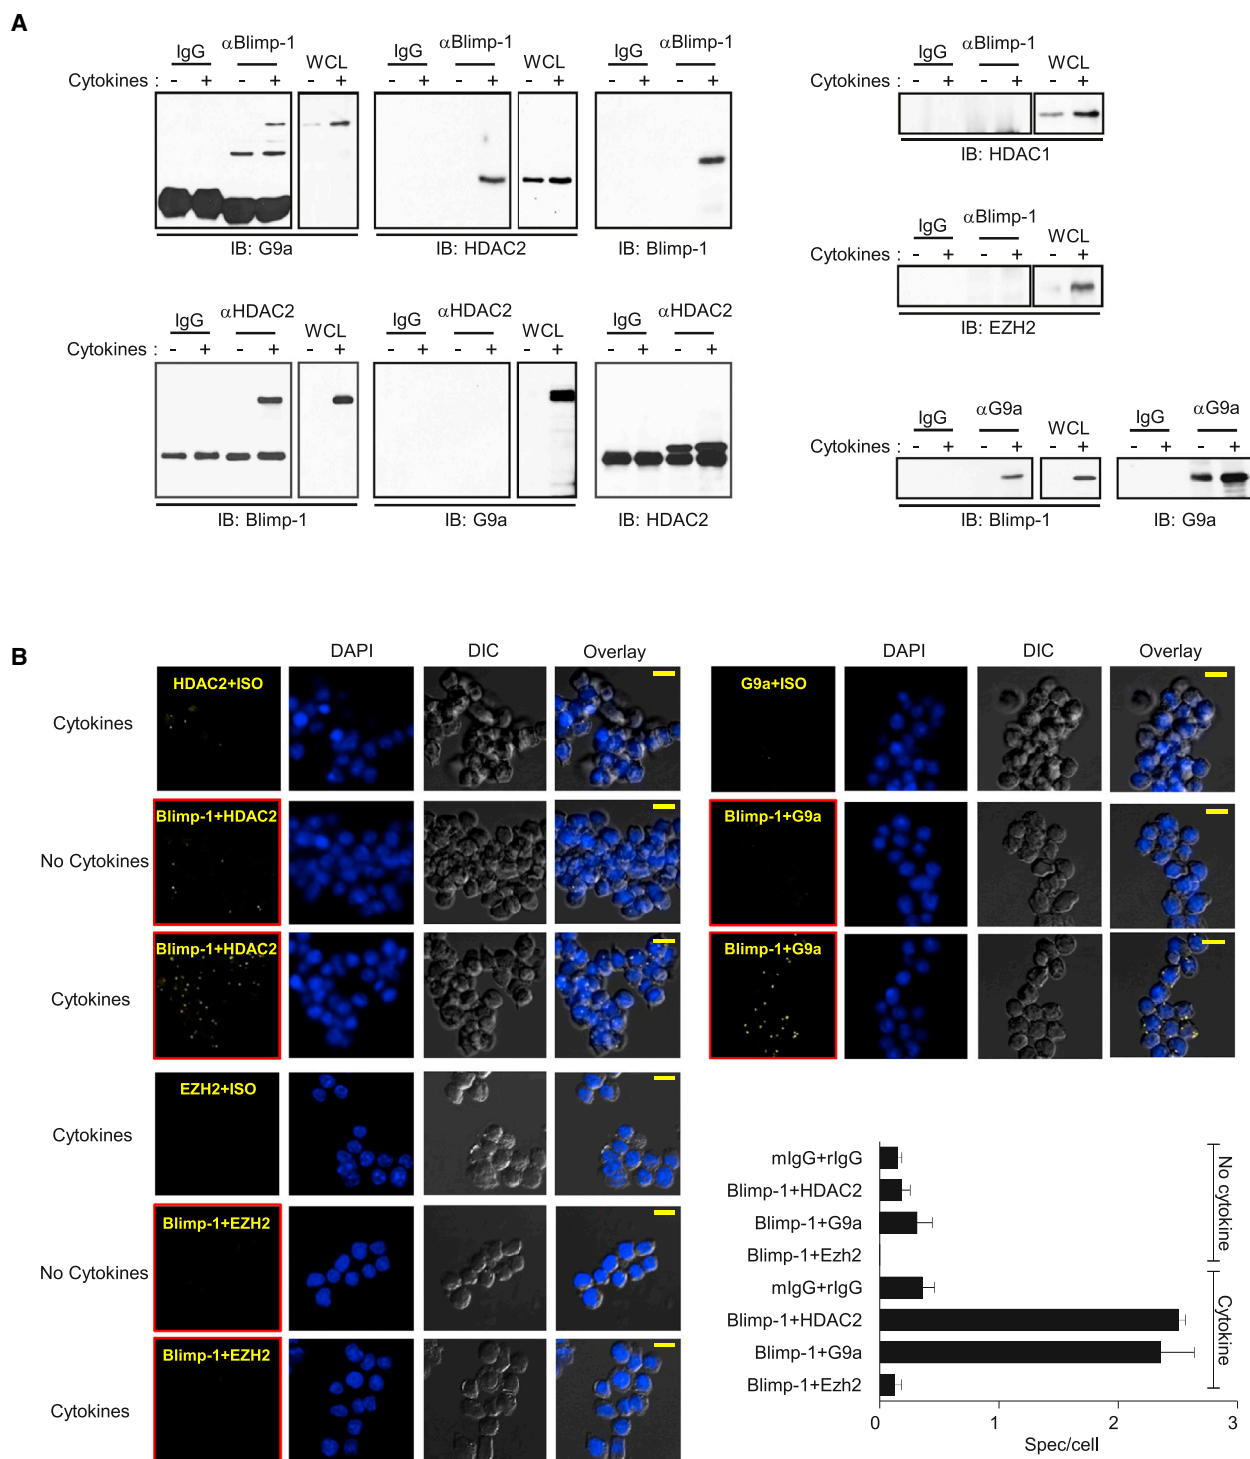 A
IgG αBlimp-1 WCL IgG αBlimp-1 IgG αBlimp-1
Cytokines : - + - + - + - + - + - + - + - +
IB: G9a IB: HDAC2 IB: Blimp-1
IgG αBlimp-1 WCL
Cytokines : - + - + - +
IB: HDAC1
IgG αBlimp-1 WCL
Cytokines : - + - + - +
IB: EZH2
IgG αHDAC2 WCL IgG αHDAC2 WCL IgG αHDAC2
Cytokines : - + - + - + - + - + - + - + - +
IB: Blimp-1 IB: G9a IB: HDAC2
IgG αG9a WCL IgG αG9a
Cytokines : - + - + - + - + - +
IB: Blimp-1 IB: G9a
B
DAPI DIC Overlay DAPI DIC Overlay
Cytokines HDAC2+ISO G9a+ISO
No Cytokines Blimp-1+HDAC2 Blimp-1+G9a
Cytokines Blimp-1+HDAC2 Blimp-1+G9a
Cytokines EZH2+ISO
No Cytokines Blimp-1+EZH2
Cytokines Blimp-1+EZH2
mIgG+rIgG
Blimp-1+HDAC2
Blimp-1+G9a
Blimp-1+Ezh2
No cytokine
mIgG+rIgG
Blimp-1+HDAC2
Blimp-1+G9a
Blimp-1+Ezh2
Cytokine
0 1 2 3
Spec/cell